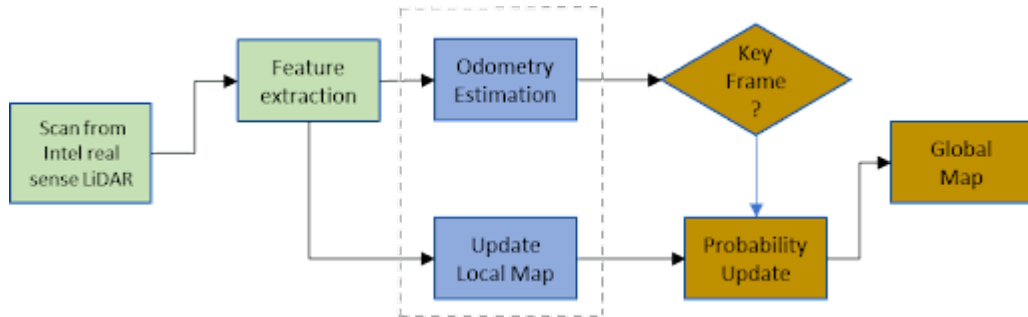 Scan from
Intel real
sense LiDAR
Feature
extraction
Odometry
Estimation
Key
Frame
?
Update
Local Map
Probability
Update
Global
Map